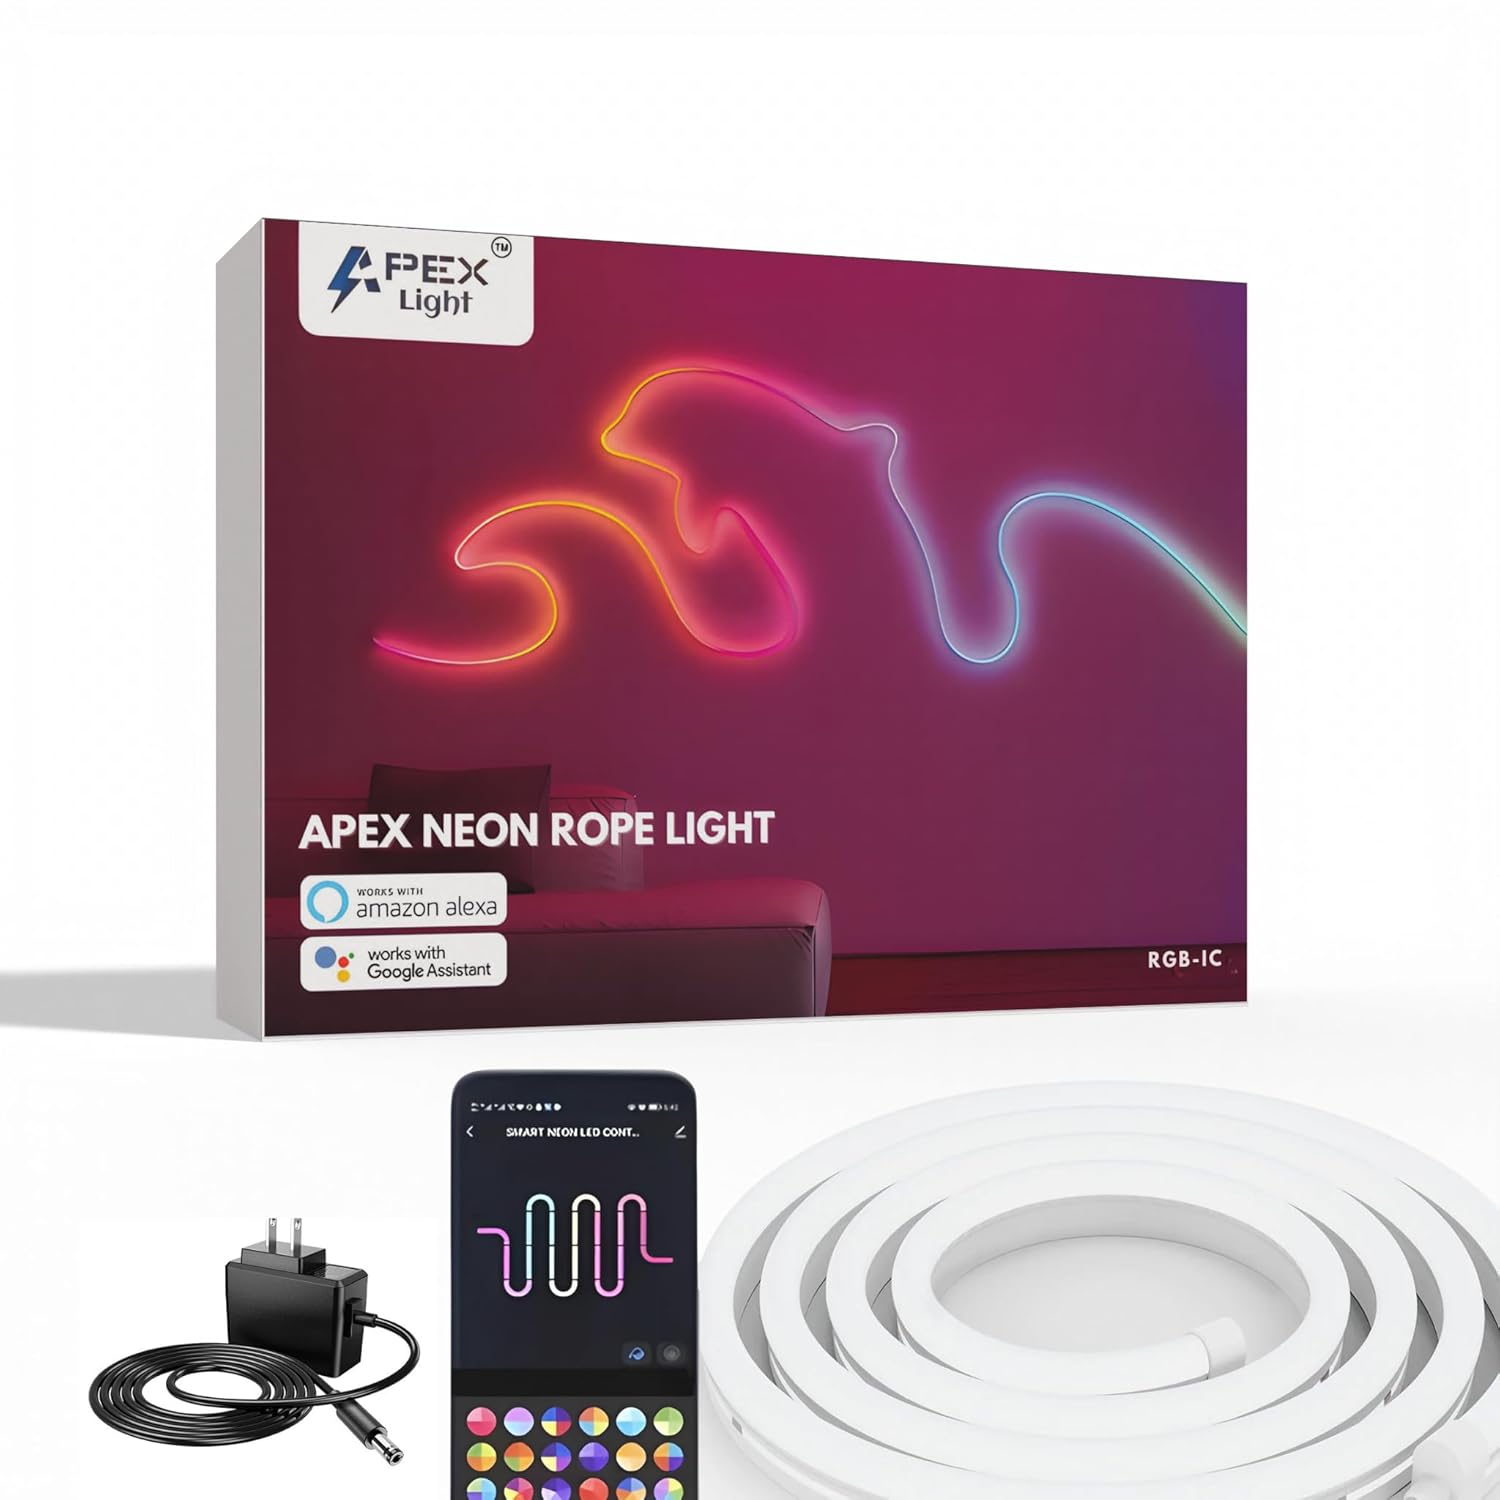 APEX TM
Light
APEX NEON ROPE LIGHT
WORKS WITH
amazon alexa
works with
Google Assistant
RGB-IC
SMART NEON LED CONT...